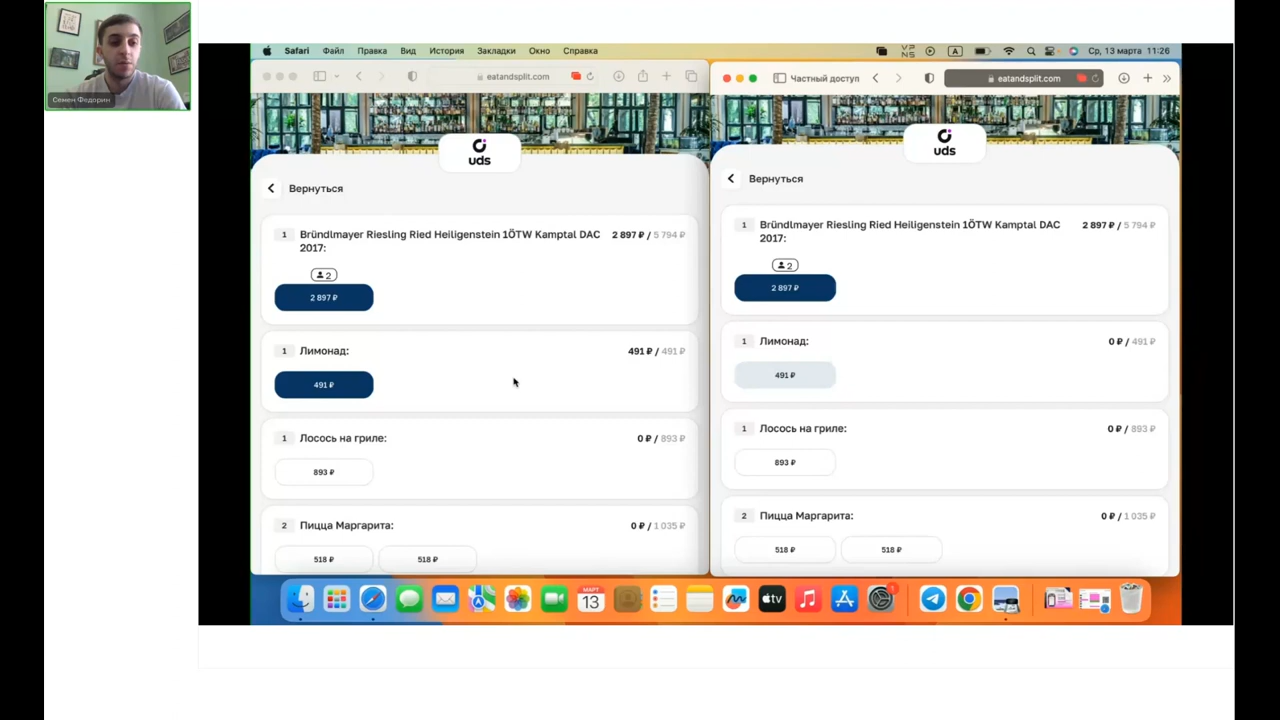 Семен Федорин
Safari Файл Правка Вид История Закладки Окно Справка
A Ср, 13 марта 11:26
eatandsplit.com
uds
Вернуться
1 Bründlmayer Riesling Ried Heiligenstein 1ÖTW Kamptal DAC 2 897 ₽ / 5 794 ₽
2017:
2
2 897 ₽
1 Лимонад: 491 ₽ / 491 ₽
491 ₽
1 Лосось на гриле: 0 ₽ / 893 ₽
893 ₽
2 Пицца Маргарита: 0 ₽ / 1 035 ₽
518 ₽ 518 ₽
Частный доступ eatandsplit.com
uds
Вернуться
1 Bründlmayer Riesling Ried Heiligenstein 1ÖTW Kamptal DAC 2 897 ₽ / 5 794 ₽
2017:
2
2 897 ₽
1 Лимонад: 0 ₽ / 491 ₽
491 ₽
1 Лосось на гриле: 0 ₽ / 893 ₽
893 ₽
2 Пицца Маргарита: 0 ₽ / 1 035 ₽
518 ₽ 518 ₽
МАРТ
13
tv
1